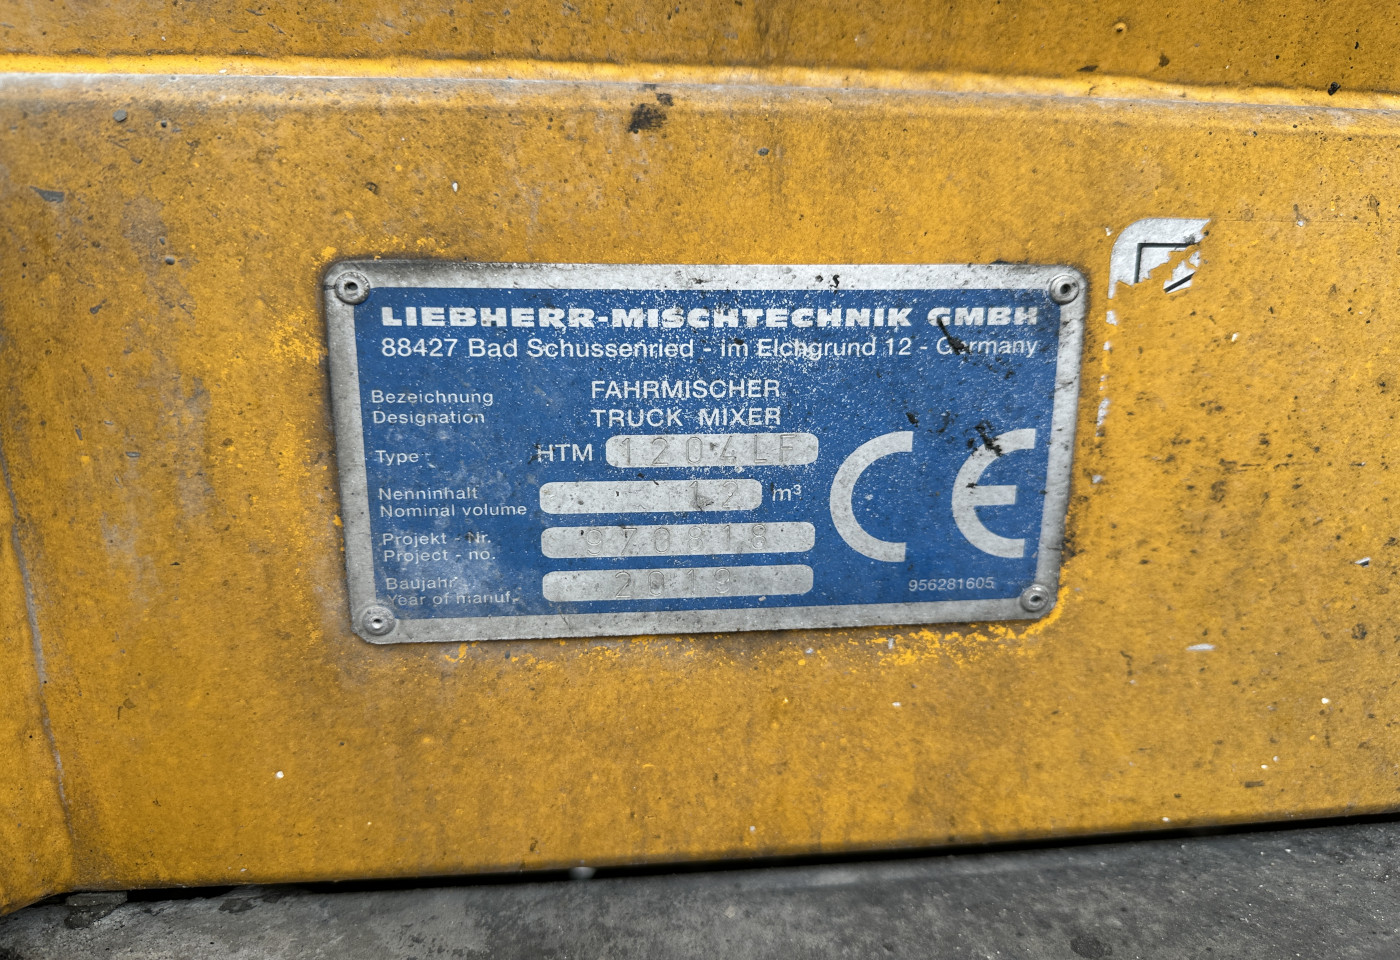 LIEBHERR-MISCHTECHNIK GMBH
88427 Bad Schussenried - im Elchgrund 12 - Germany
Bezeichnung FAHRMISCHER
Designation TRUCK MIXER
Type HTM 1204LF
Nenninhalt
Nominal volume 12 m³
Projekt - Nr.
Project - no. 970818
Baujahr
Year of manuf. 2019
CE
956281605